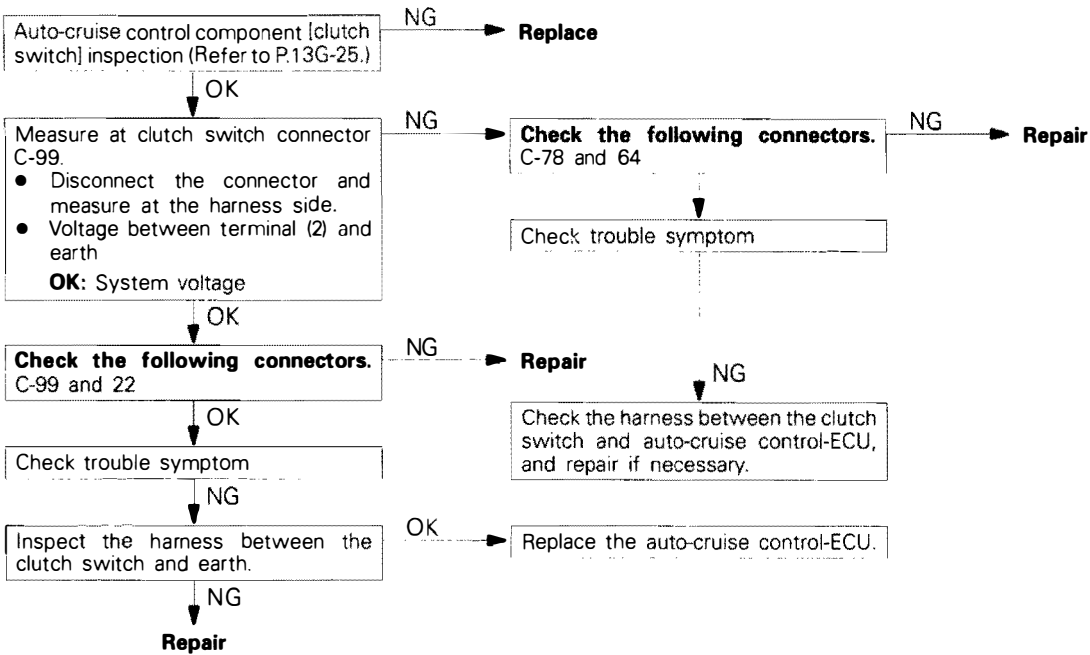 Auto-cruise control component [clutch
switch] inspection (Refer to P.13G-25.)
NG
Replace
OK
Measure at clutch switch connector
C-99.
● Disconnect the connector and
measure at the harness side.
● Voltage between terminal (2) and
earth
OK: System voltage
NG
Check the following connectors.
C-78 and 64
NG
Repair
Check trouble symptom
OK
Check the following connectors.
C-99 and 22
NG
Repair
NG
Check the harness between the clutch
switch and auto-cruise control-ECU,
and repair if necessary.
OK
Check trouble symptom
NG
Inspect the harness between the
clutch switch and earth.
OK
Replace the auto-cruise control-ECU.
NG
Repair